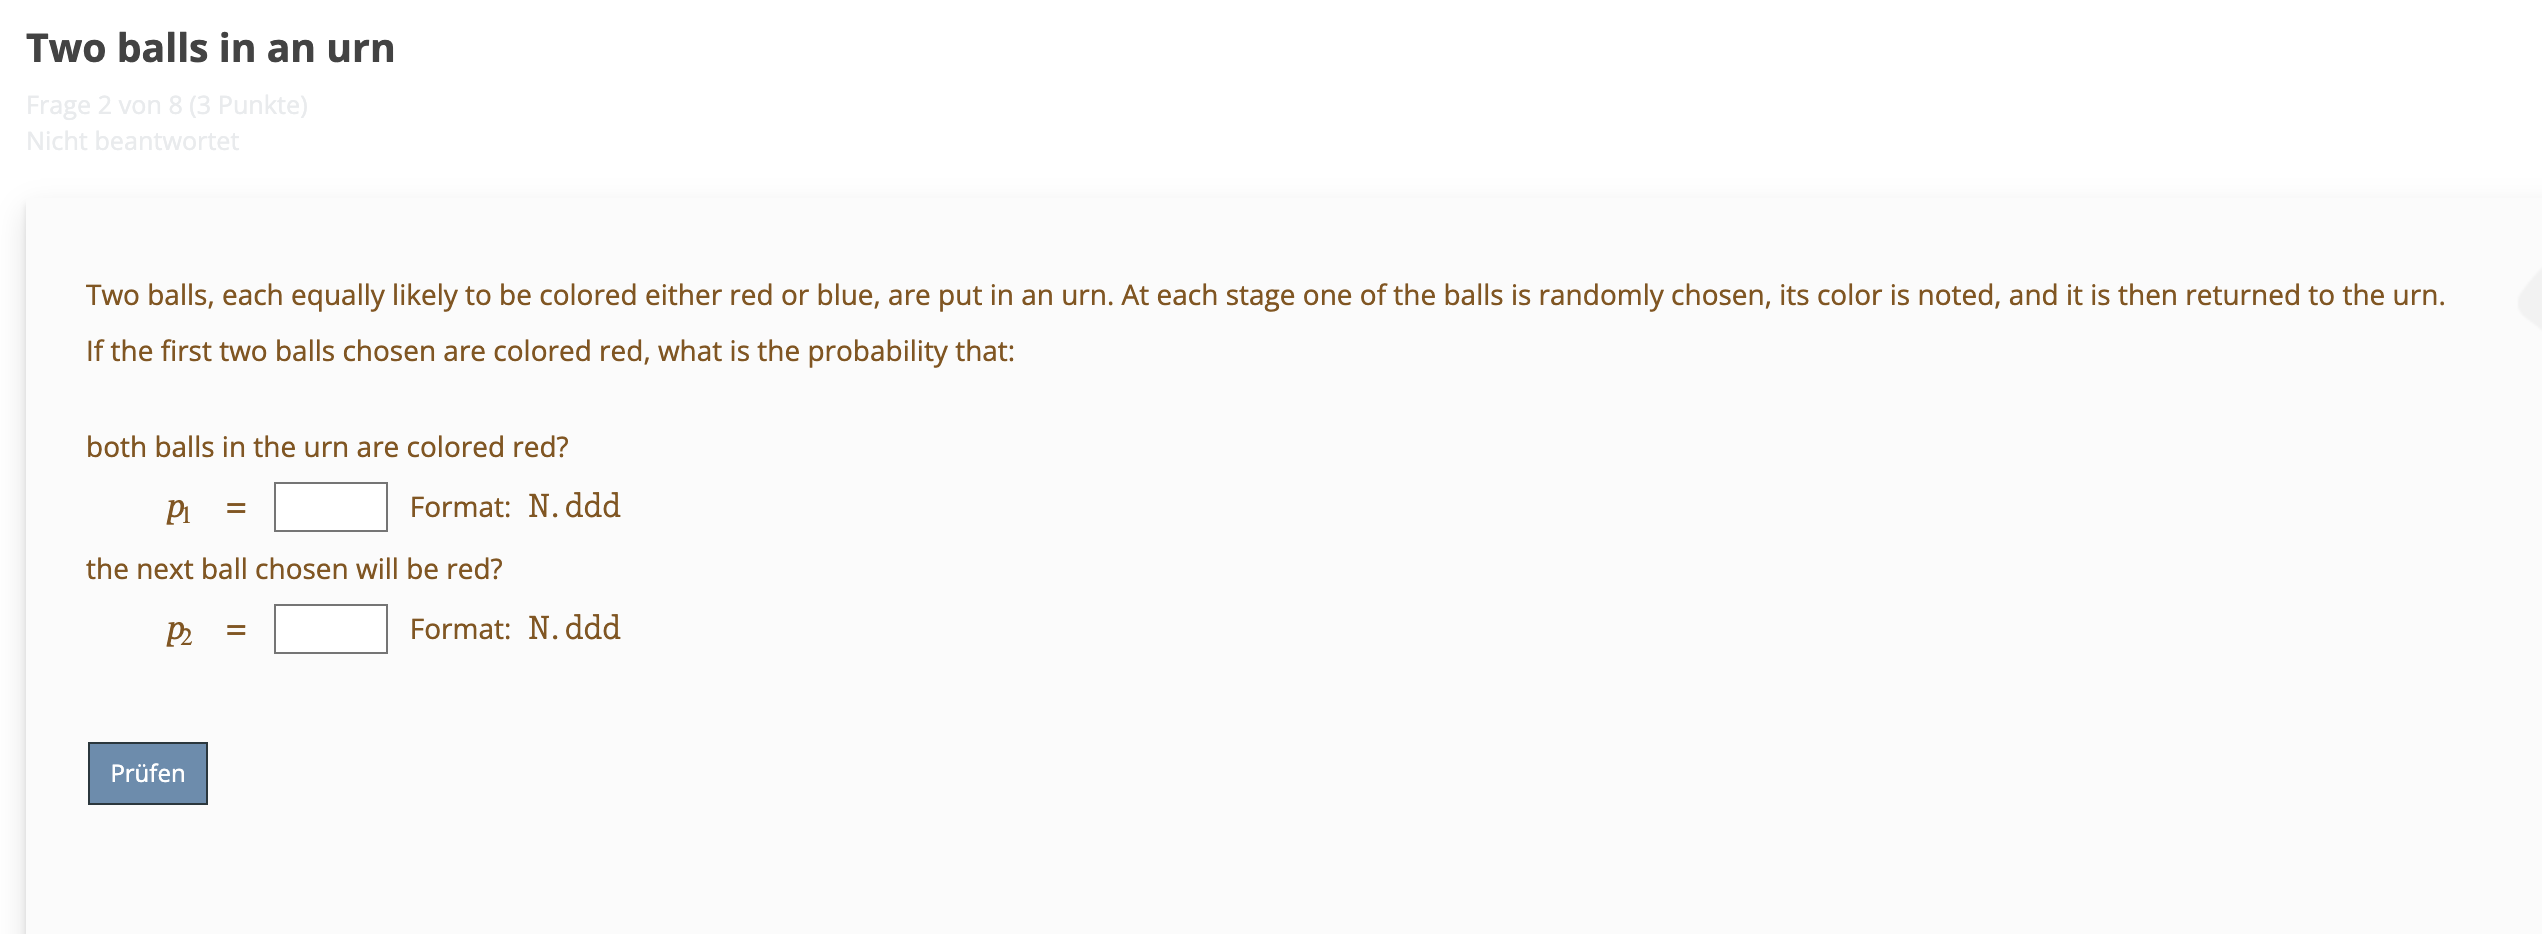 Two balls in an urn
Frage 2 von 8 (3 Punkte)
Nicht beantwortet
Two balls, each equally likely to be colored either red or blue, are put in an urn. At each stage one of the balls is randomly chosen, its color is noted, and it is then returned to the urn.
If the first two balls chosen are colored red, what is the probability that:
both balls in the urn are colored red?
p₁ = Format: N.ddd
the next ball chosen will be red?
p₂ = Format: N.ddd
Prüfen